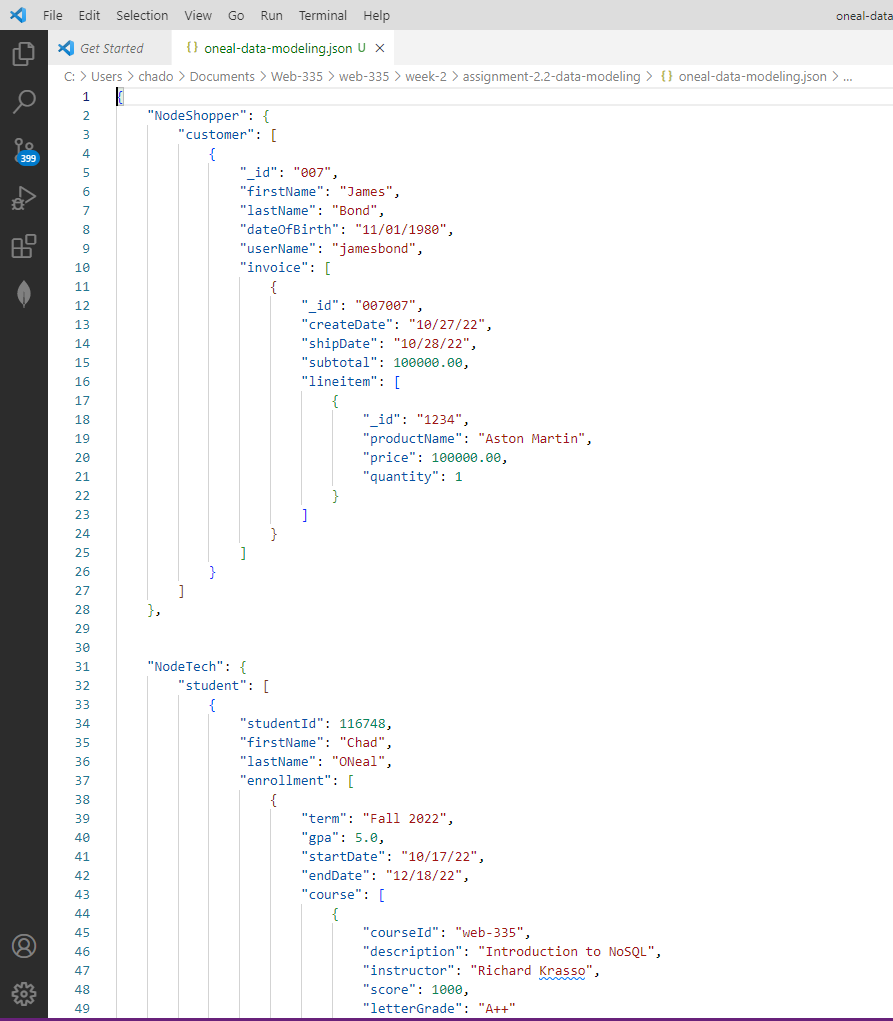 File Edit Selection View Go Run Terminal Help oneal-data
Get Started {} oneal-data-modeling.json U ×
C: > Users > chado > Documents > Web-335 > web-335 > week-2 > assignment-2.2-data-modeling > {} oneal-data-modeling.json > ...
399
1 {
2 "NodeShopper": {
3 "customer": [
4 {
5 "_id": "007",
6 "firstName": "James",
7 "lastName": "Bond",
8 "dateOfBirth": "11/01/1980",
9 "userName": "jamesbond",
10 "invoice": [
11 {
12 "_id": "007007",
13 "createDate": "10/27/22",
14 "shipDate": "10/28/22",
15 "subtotal": 100000.00,
16 "lineitem": [
17 {
18 "_id": "1234",
19 "productName": "Aston Martin",
20 "price": 100000.00,
21 "quantity": 1
22 }
23 ]
24 }
25 ]
26 }
27 ]
28 },
29
30
31 "NodeTech": {
32 "student": [
33 {
34 "studentId": 116748,
35 "firstName": "Chad",
36 "lastName": "ONeal",
37 "enrollment": [
38 {
39 "term": "Fall 2022",
40 "gpa": 5.0,
41 "startDate": "10/17/22",
42 "endDate": "12/18/22",
43 "course": [
44 {
45 "courseId": "web-335",
46 "description": "Introduction to NoSQL",
47 "instructor": "Richard Krasso",
48 "score": 1000,
49 "letterGrade": "A++"